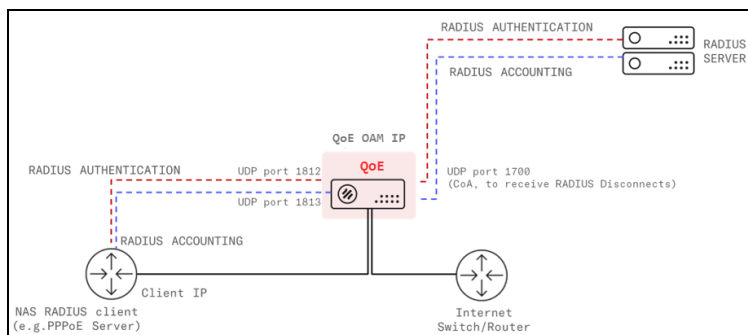 RADIUS AUTHENTICATION
RADIUS
SERVER
RADIUS ACCOUNTING
QoE OAM IP
QoE
RADIUS AUTHENTICATION
UDP port 1812
UDP port 1700
(CoA, to receive RADIUS Disconnects)
UDP port 1813
RADIUS ACCOUNTING
Client IP
NAS RADIUS client
(e.g.PPPoE Server)
Internet
Switch/Router